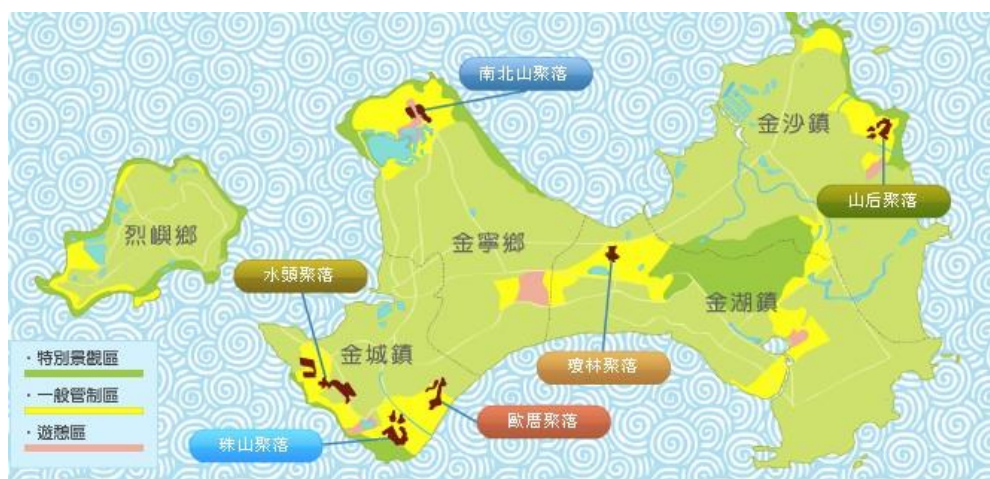 南北山聚落
金沙鎮
山后聚落
烈嶼鄉
金寧鄉
水頭聚落
金湖鎮
金城鎮
瓊林聚落
歐厝聚落
珠山聚落
・特別景觀區
・一般管制區
・遊憩區